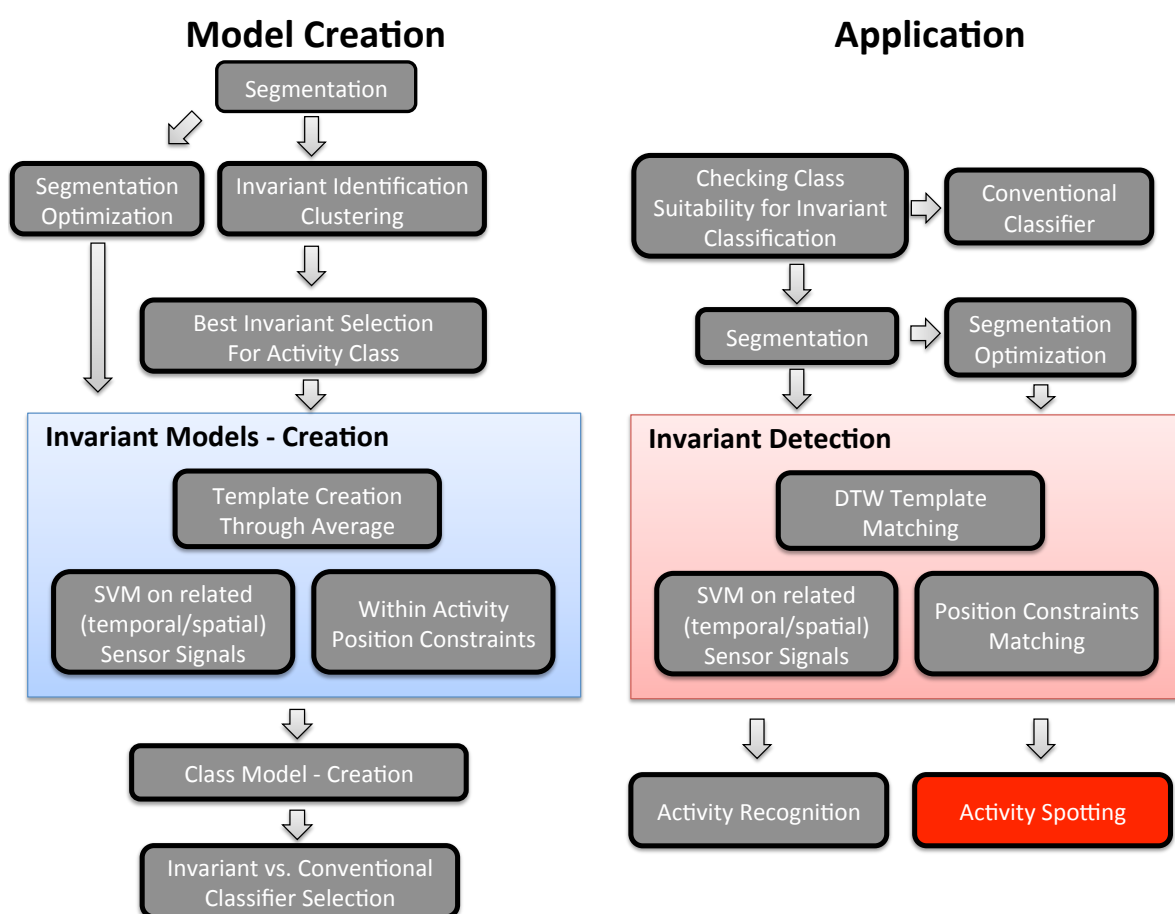 Model Creation
Segmentation
Segmentation
Optimization
Invariant Identification
Clustering
Best Invariant Selection
For Activity Class
Invariant Models - Creation
Template Creation
Through Average
SVM on related
(temporal/spatial)
Sensor Signals
Within Activity
Position Constraints
Class Model - Creation
Invariant vs. Conventional
Classifier Selection
Application
Checking Class
Suitability for Invariant
Classification
Conventional
Classifier
Segmentation
Segmentation
Optimization
Invariant Detection
DTW Template
Matching
SVM on related
(temporal/spatial)
Sensor Signals
Position Constraints
Matching
Activity Recognition
Activity Spotting